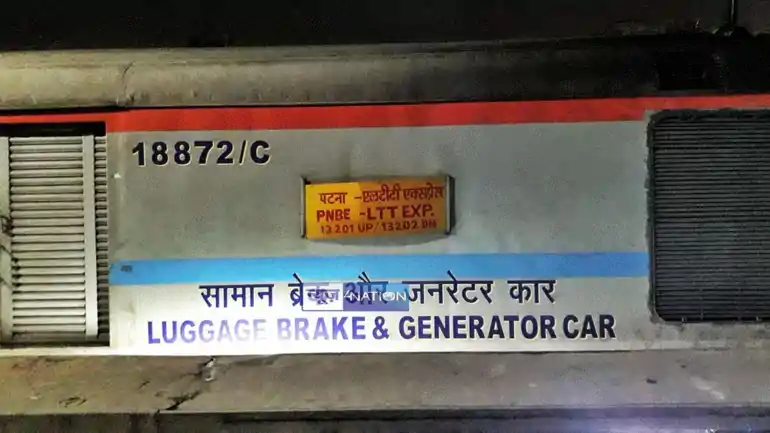 18872/C
पटना -एलटीटी एक्सप्रेस
PNBE -LTT EXP.
13201 UP/13202 DN
सामान ब्रेक और जनरेटर कार
न्यूज़ 4NATION
LUGGAGE BRAKE & GENERATOR CAR